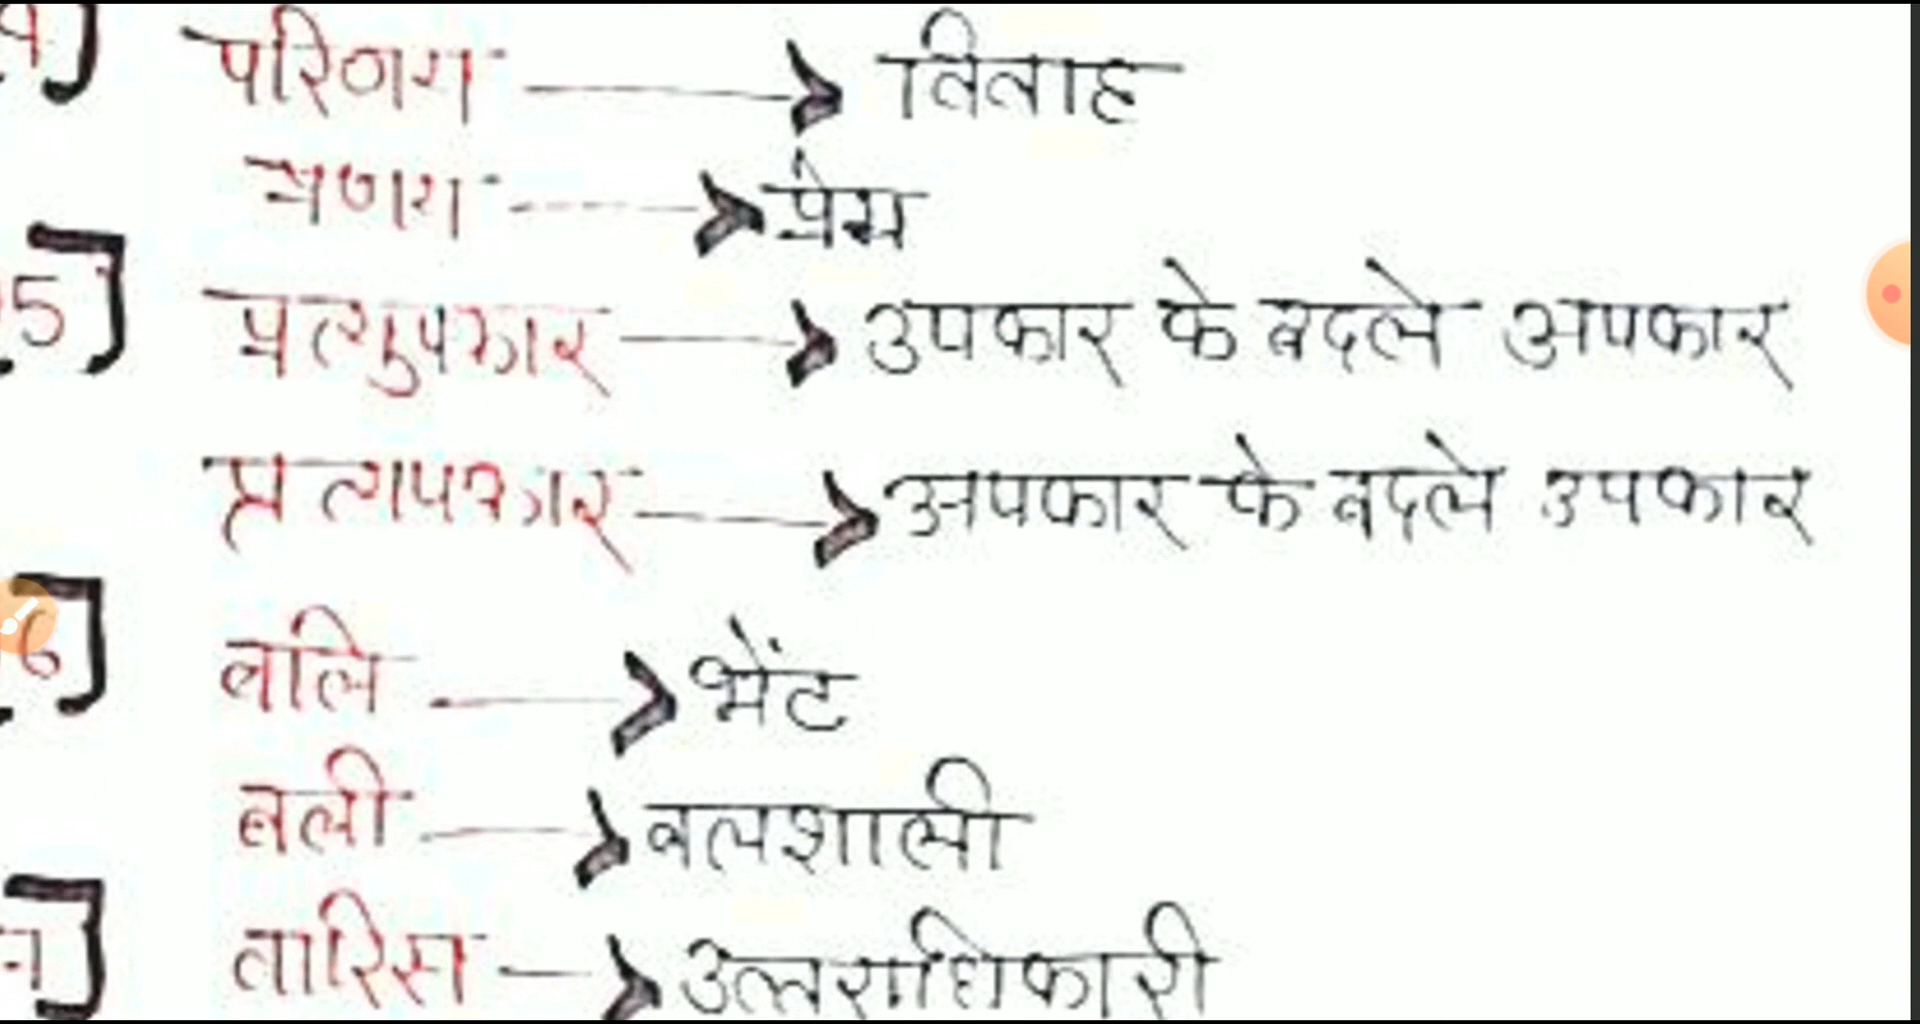 परिणय → विवाह
प्रणय → प्रेम
5] प्रत्युपकार → उपकार के बदले अपकार
प्रत्यपकार → अपकार के बदले उपकार
6] बलि → भेंट
बली → बलशाली
वारिस → उत्तराधिकारी